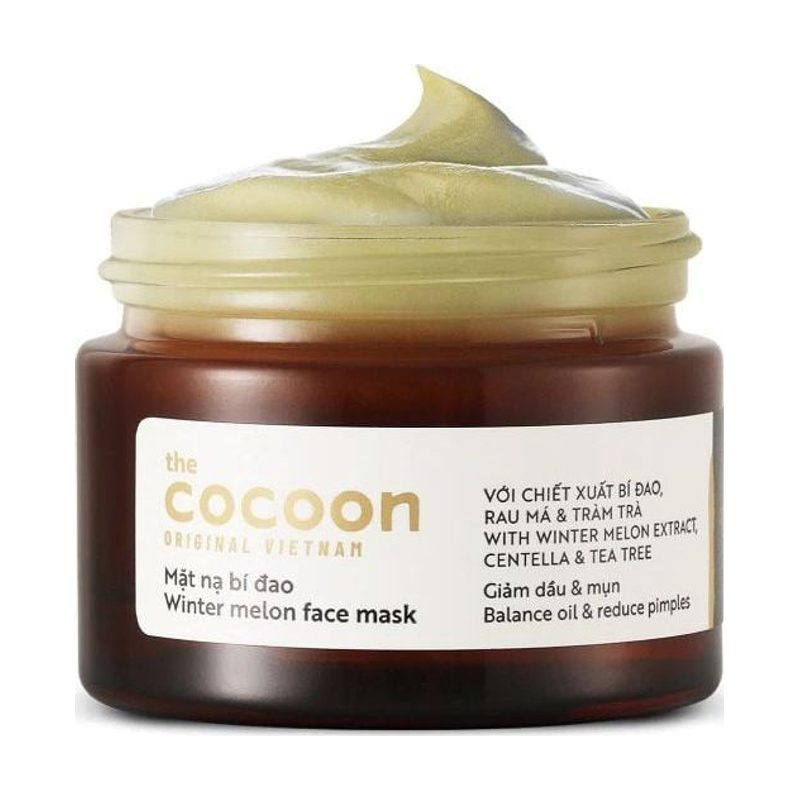 the
cocoon
ORIGINAL VIETNAM
Mặt nạ bí đao
Winter melon face mask
VỚI CHIẾT XUẤT BÍ ĐAO,
RAU MÁ & TRÀM TRÀ
WITH WINTER MELON EXTRACT,
CENTELLA & TEA TREE
Giảm dầu & mụn
Balance oil & reduce pimples